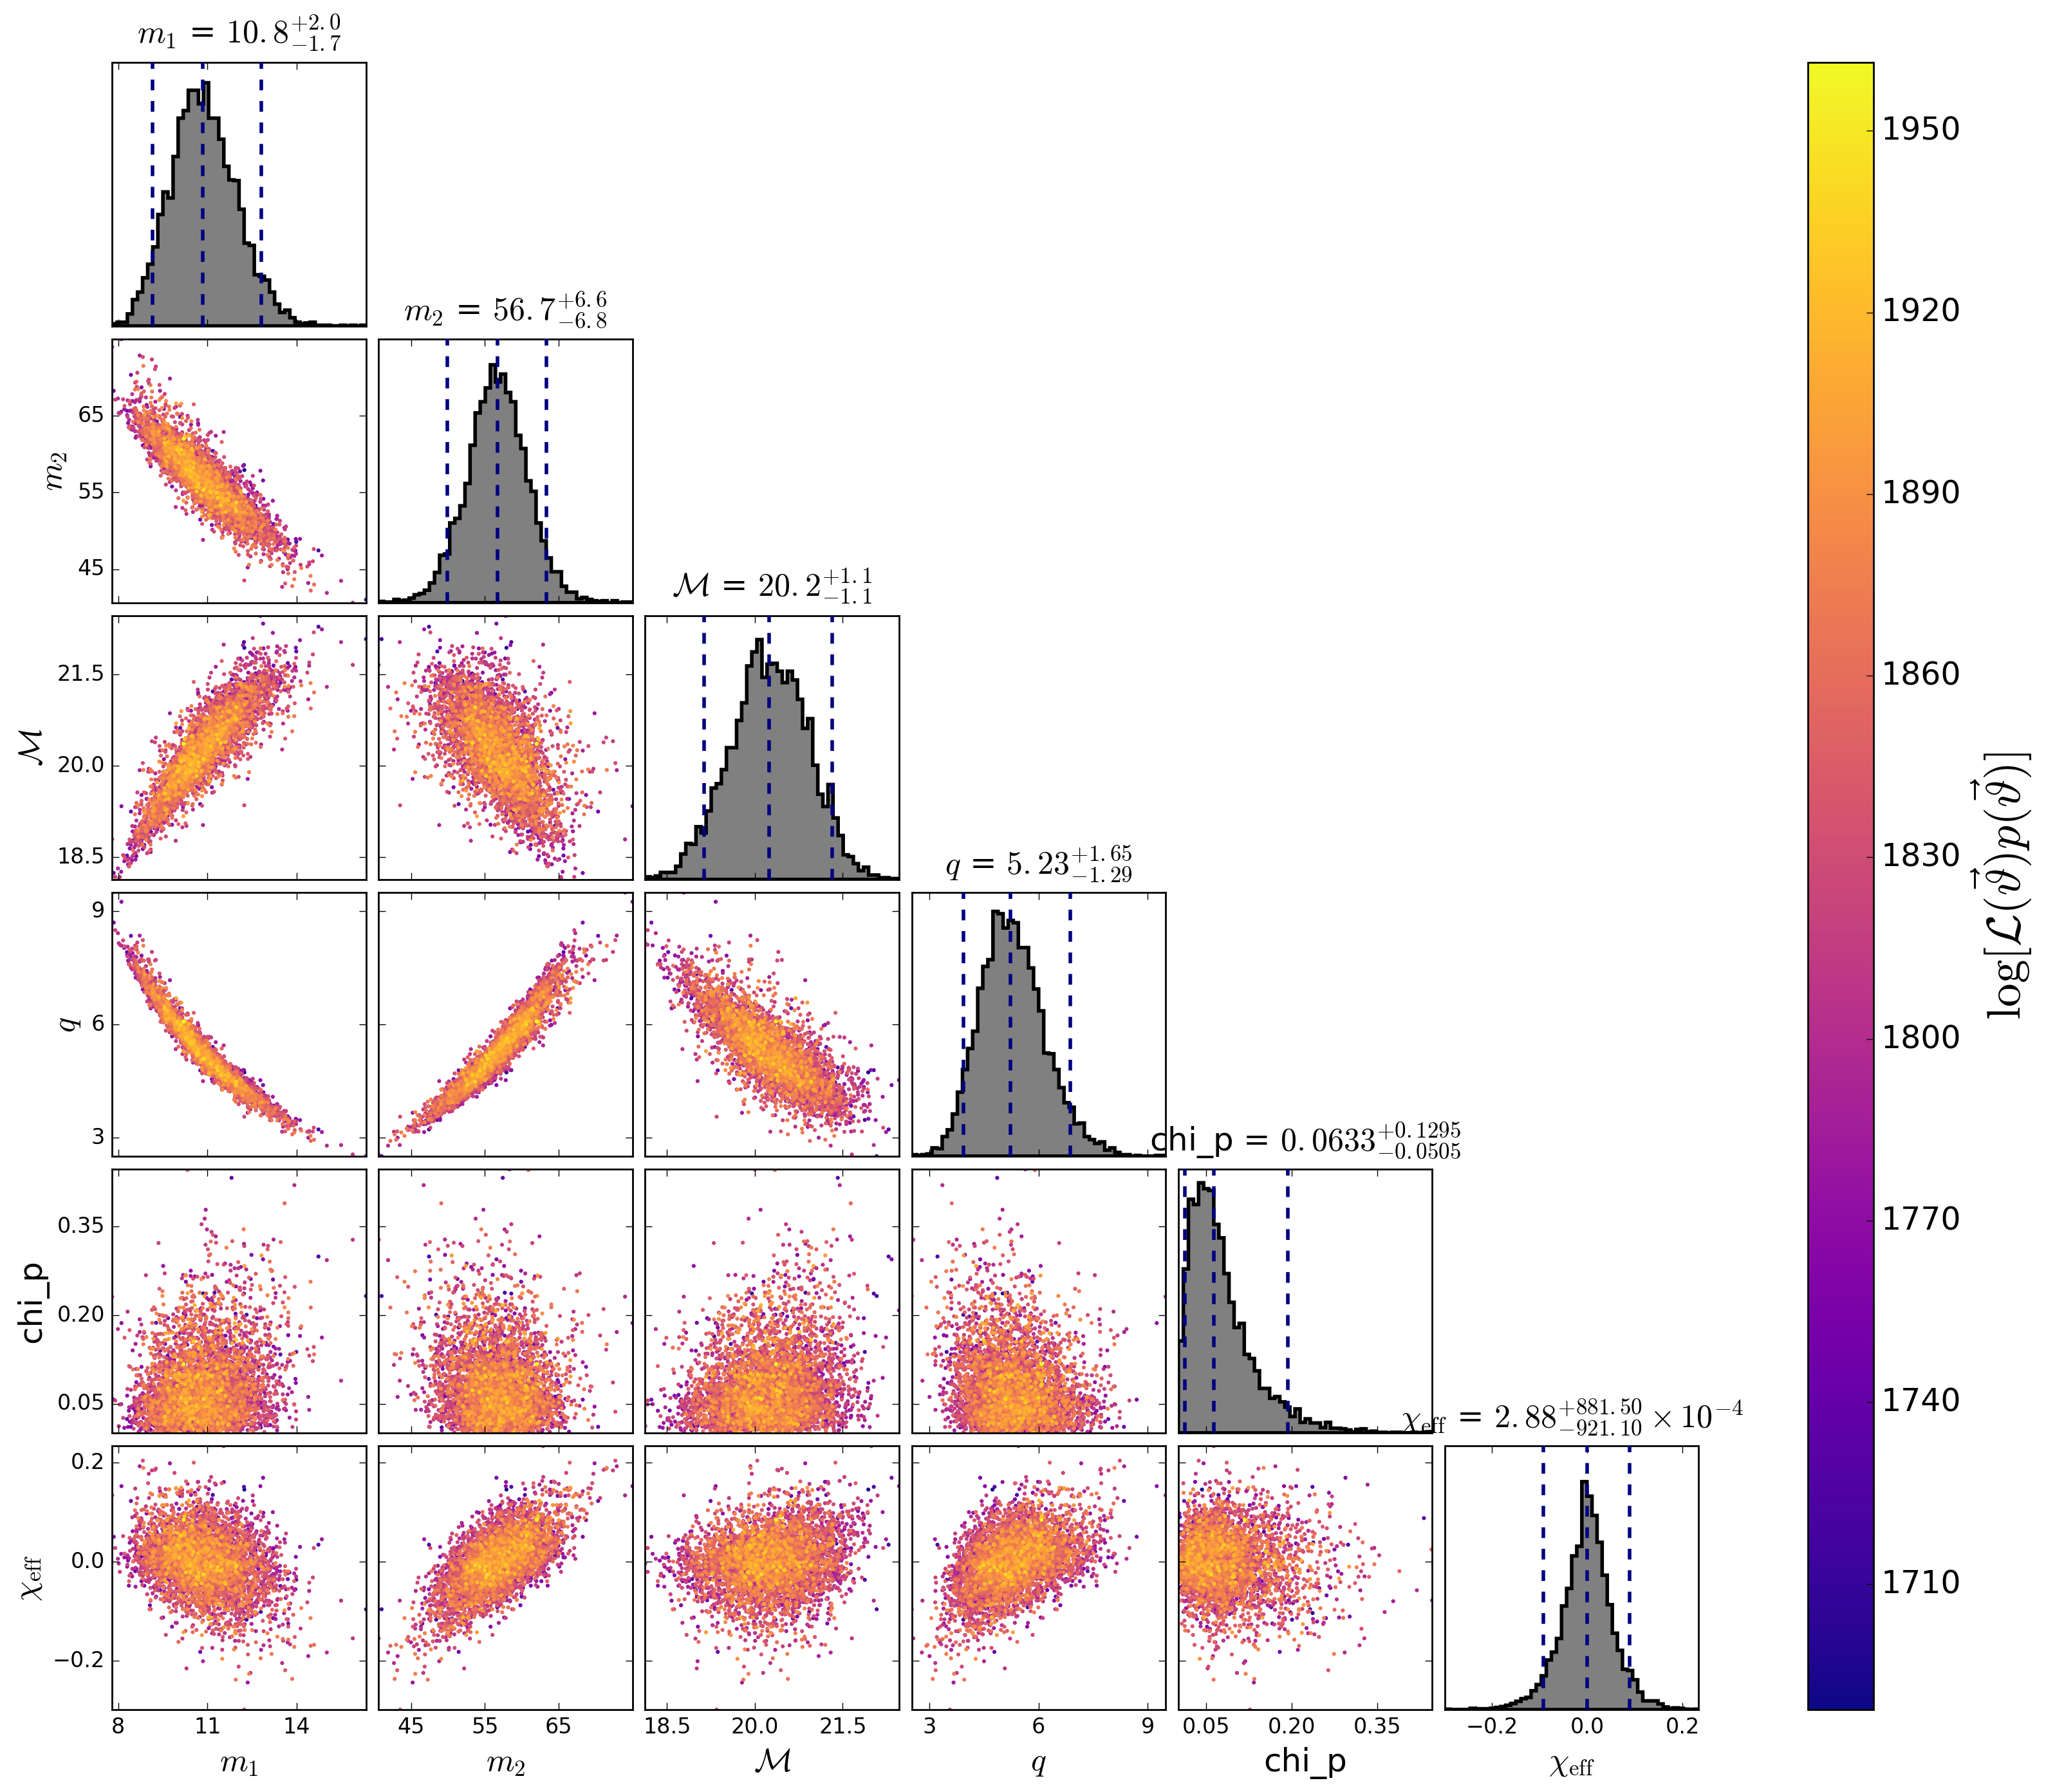 m₁ = 10.8 +2.0 −1.7
m₂ = 56.7 +6.6 −6.8
ℳ = 20.2 +1.1 −1.1
q = 5.23 +1.65 −1.29
chi_p = 0.0633 +0.1295 −0.0505
χeff = 2.88 +881.50 −921.10 × 10⁻⁴
m₂
65
55
45
ℳ
21.5
20.0
18.5
q
9
6
3
chi_p
0.35
0.20
0.05
χeff
0.2
0.0
−0.2
8 11 14
45 55 65
18.5 20.0 21.5
3 6 9
0.05 0.20 0.35
−0.2 0.0 0.2
m₁
m₂
ℳ
q
chi_p
χeff
1950
1920
1890
1860
1830
1800
1770
1740
1710
log[ℒ(ϑ⃗)p(ϑ⃗)]